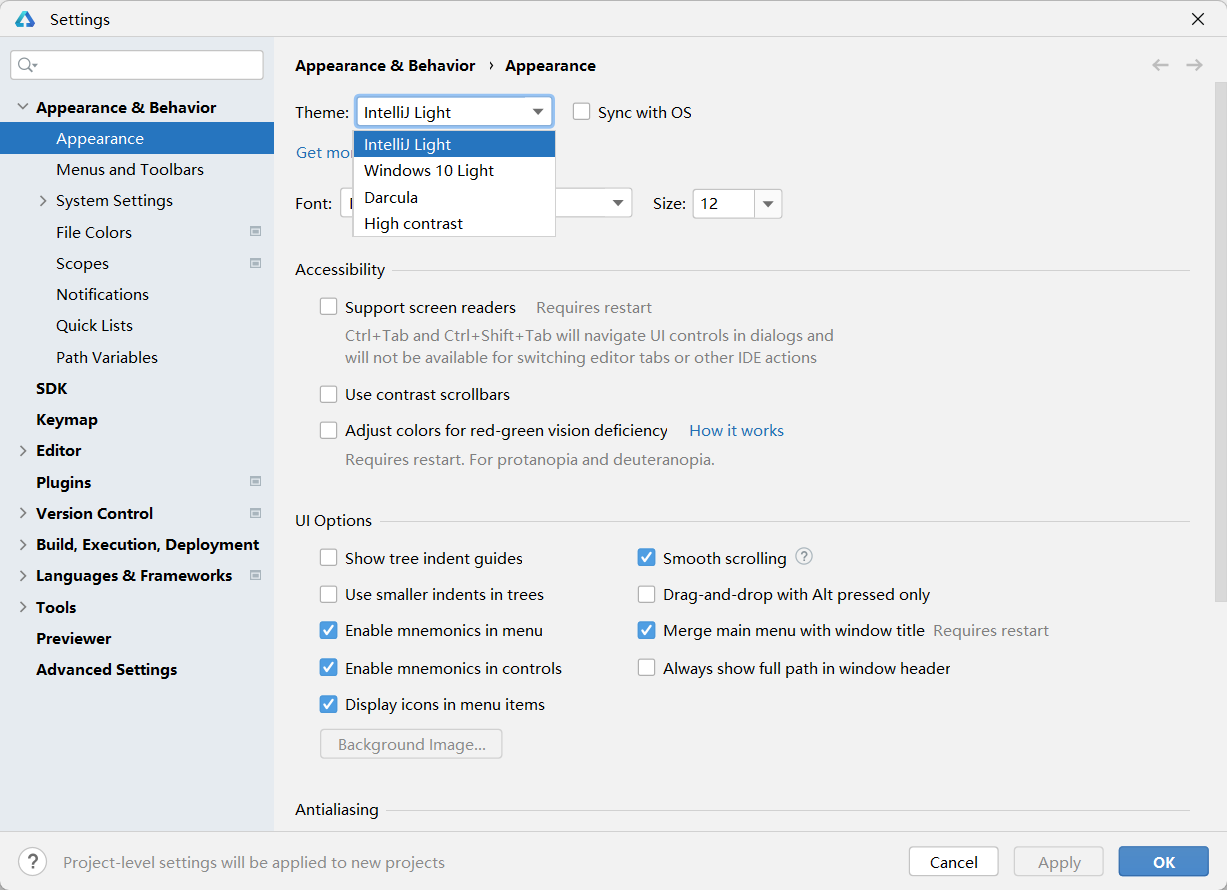 Settings
Appearance & Behavior
Appearance
Menus and Toolbars
System Settings
File Colors
Scopes
Notifications
Quick Lists
Path Variables
SDK
Keymap
Editor
Plugins
Version Control
Build, Execution, Deployment
Languages & Frameworks
Tools
Previewer
Advanced Settings
Appearance & Behavior › Appearance
Theme: IntelliJ Light Sync with OS
IntelliJ Light
Windows 10 Light
Darcula
High contrast
Get
Font: Size: 12
Accessibility
Support screen readers Requires restart
Ctrl+Tab and Ctrl+Shift+Tab will navigate UI controls in dialogs and
will not be available for switching editor tabs or other IDE actions
Use contrast scrollbars
Adjust colors for red-green vision deficiency How it works
Requires restart. For protanopia and deuteranopia.
UI Options
Show tree indent guides Smooth scrolling ?
Use smaller indents in trees Drag-and-drop with Alt pressed only
Enable mnemonics in menu Merge main menu with window title Requires restart
Enable mnemonics in controls Always show full path in window header
Display icons in menu items
Background Image...
Antialiasing
? Project-level settings will be applied to new projects
Cancel Apply OK